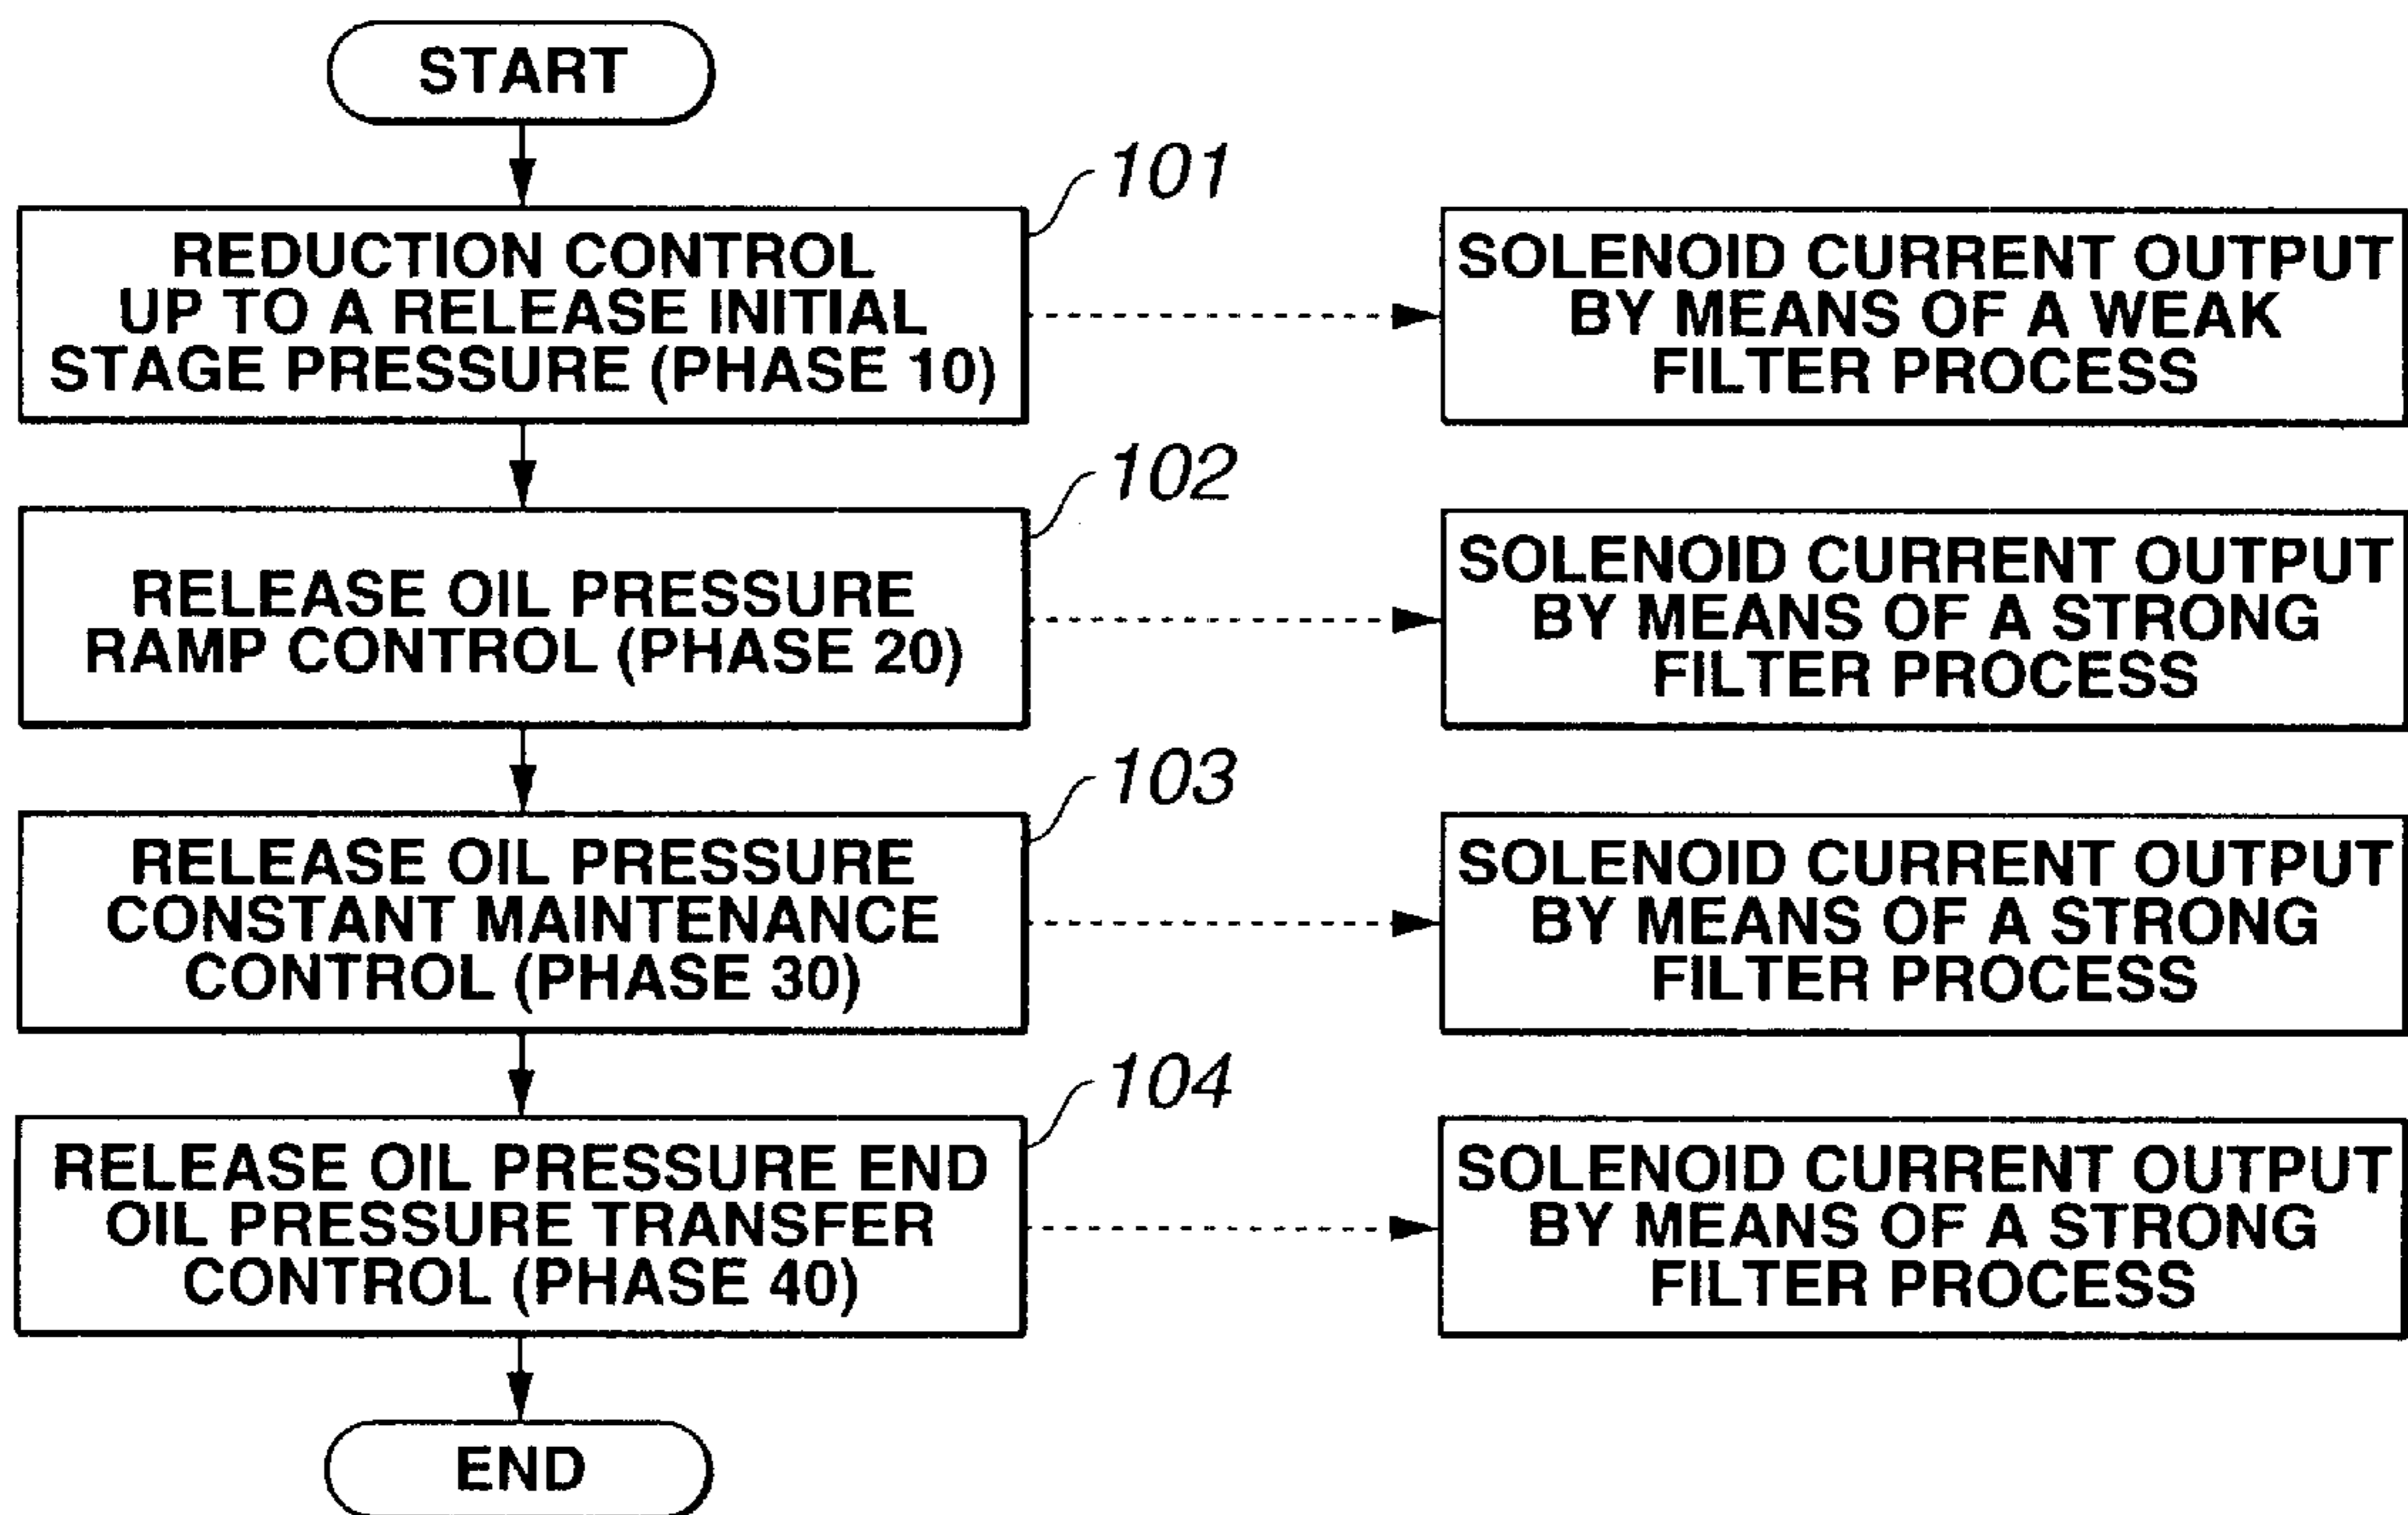 START
101
REDUCTION CONTROL
UP TO A RELEASE INITIAL
STAGE PRESSURE (PHASE 10)
SOLENOID CURRENT OUTPUT
BY MEANS OF A WEAK
FILTER PROCESS
102
RELEASE OIL PRESSURE
RAMP CONTROL (PHASE 20)
SOLENOID CURRENT OUTPUT
BY MEANS OF A STRONG
FILTER PROCESS
103
RELEASE OIL PRESSURE
CONSTANT MAINTENANCE
CONTROL (PHASE 30)
SOLENOID CURRENT OUTPUT
BY MEANS OF A STRONG
FILTER PROCESS
104
RELEASE OIL PRESSURE END
OIL PRESSURE TRANSFER
CONTROL (PHASE 40)
SOLENOID CURRENT OUTPUT
BY MEANS OF A STRONG
FILTER PROCESS
END